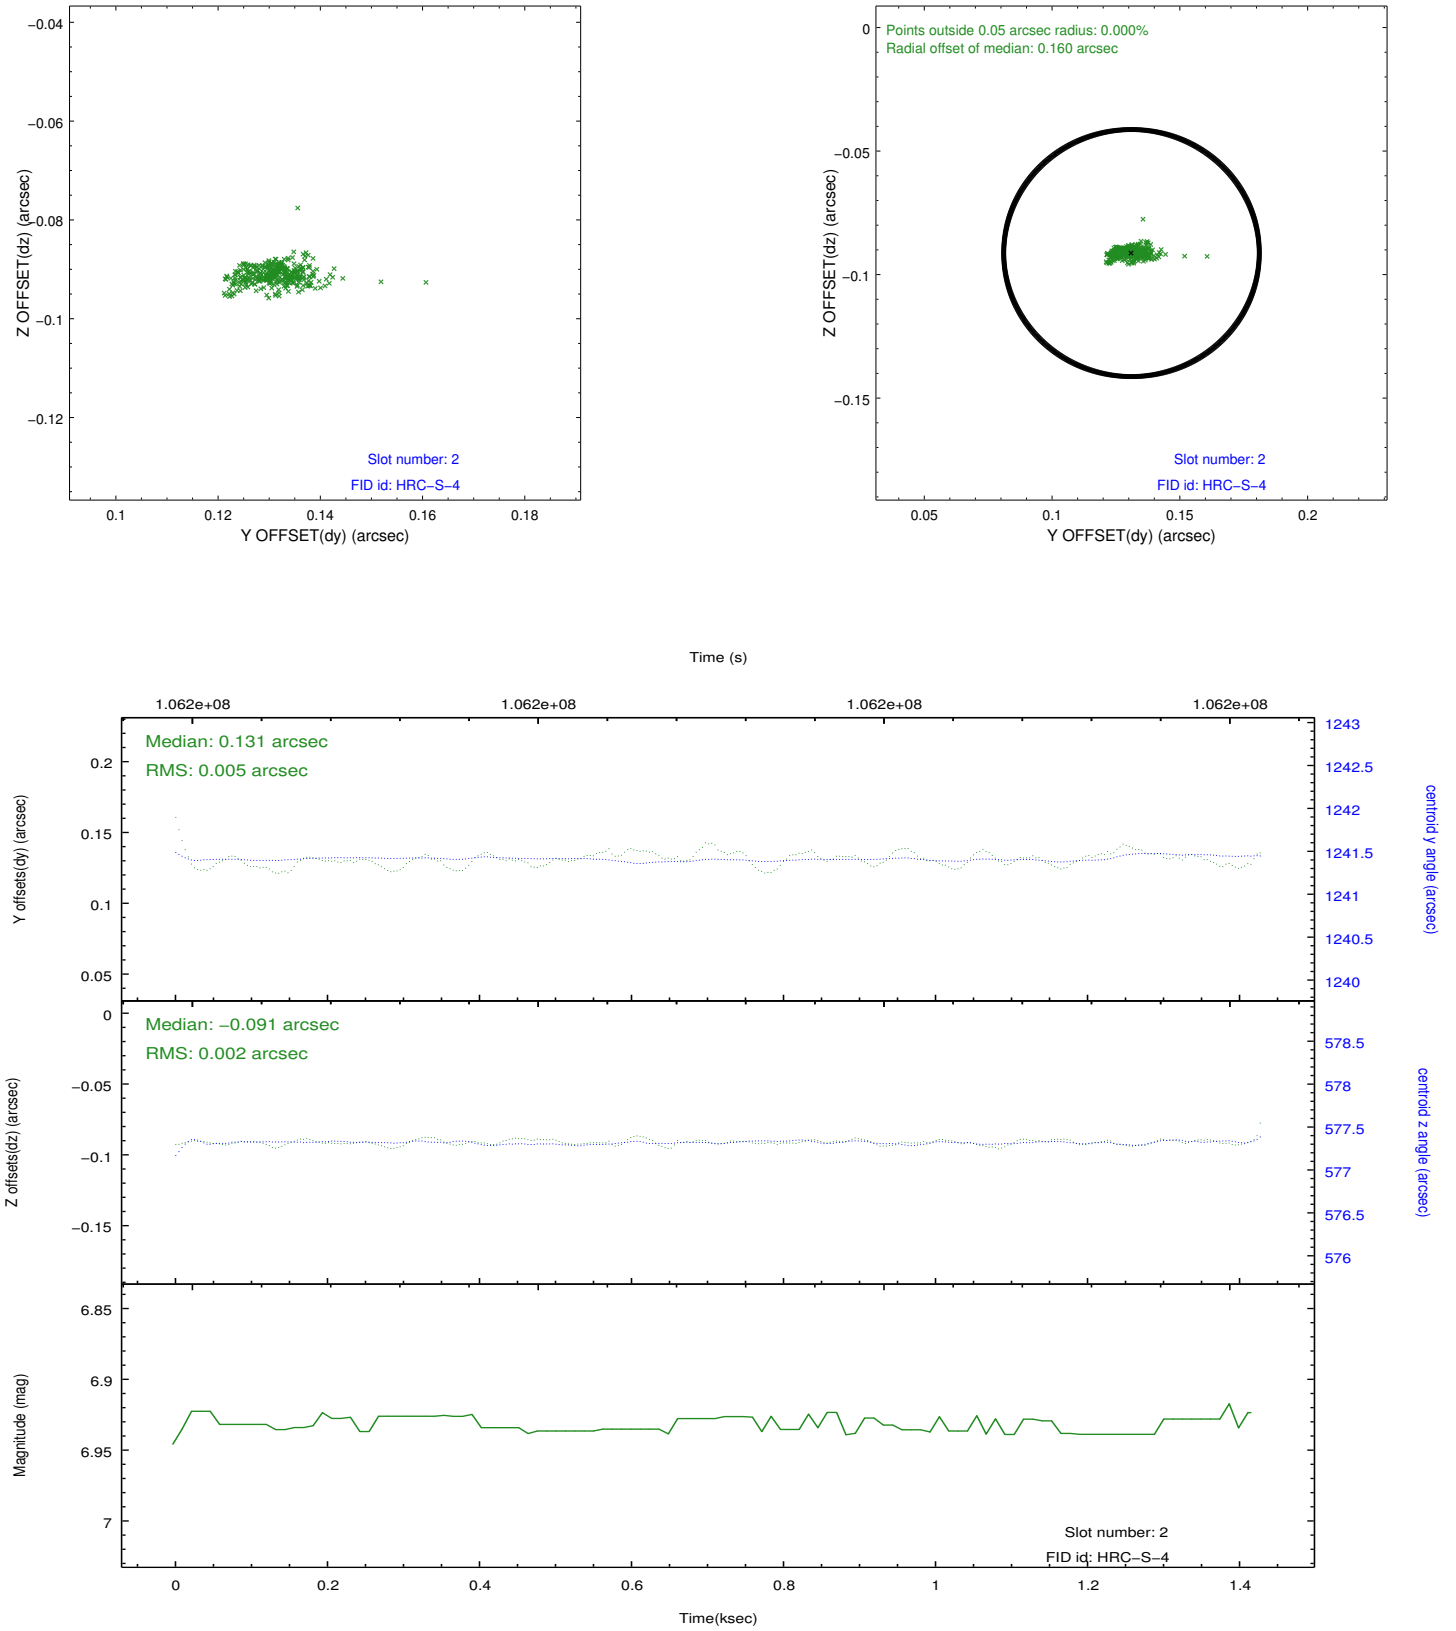 −0.04
−0.06
−0.08
−0.1
−0.12
Z OFFSET(dz) (arcsec)
Slot number: 2
FID id: HRC−S−4
0.1 0.12 0.14 0.16 0.18
Y OFFSET(dy) (arcsec)
Points outside 0.05 arcsec radius: 0.000%
Radial offset of median: 0.160 arcsec
0
−0.05
−0.1
−0.15
Z OFFSET(dz) (arcsec)
Slot number: 2
FID id: HRC−S−4
0.05 0.1 0.15 0.2
Y OFFSET(dy) (arcsec)
Time (s)
1.062e+08 1.062e+08 1.062e+08 1.062e+08
Median: 0.131 arcsec
RMS: 0.005 arcsec
0.2
0.15
0.1
0.05
Y offsets(dy) (arcsec)
1243
1242.5
1242
1241.5
1241
1240.5
1240
centroid y angle (arcsec)
Median: −0.091 arcsec
RMS: 0.002 arcsec
0
−0.05
−0.1
−0.15
Z offsets(dz) (arcsec)
578.5
578
577.5
577
576.5
576
centroid z angle (arcsec)
6.85
6.9
6.95
7
Magnitude (mag)
Slot number: 2
FID id: HRC−S−4
0 0.2 0.4 0.6 0.8 1 1.2 1.4
Time(ksec)